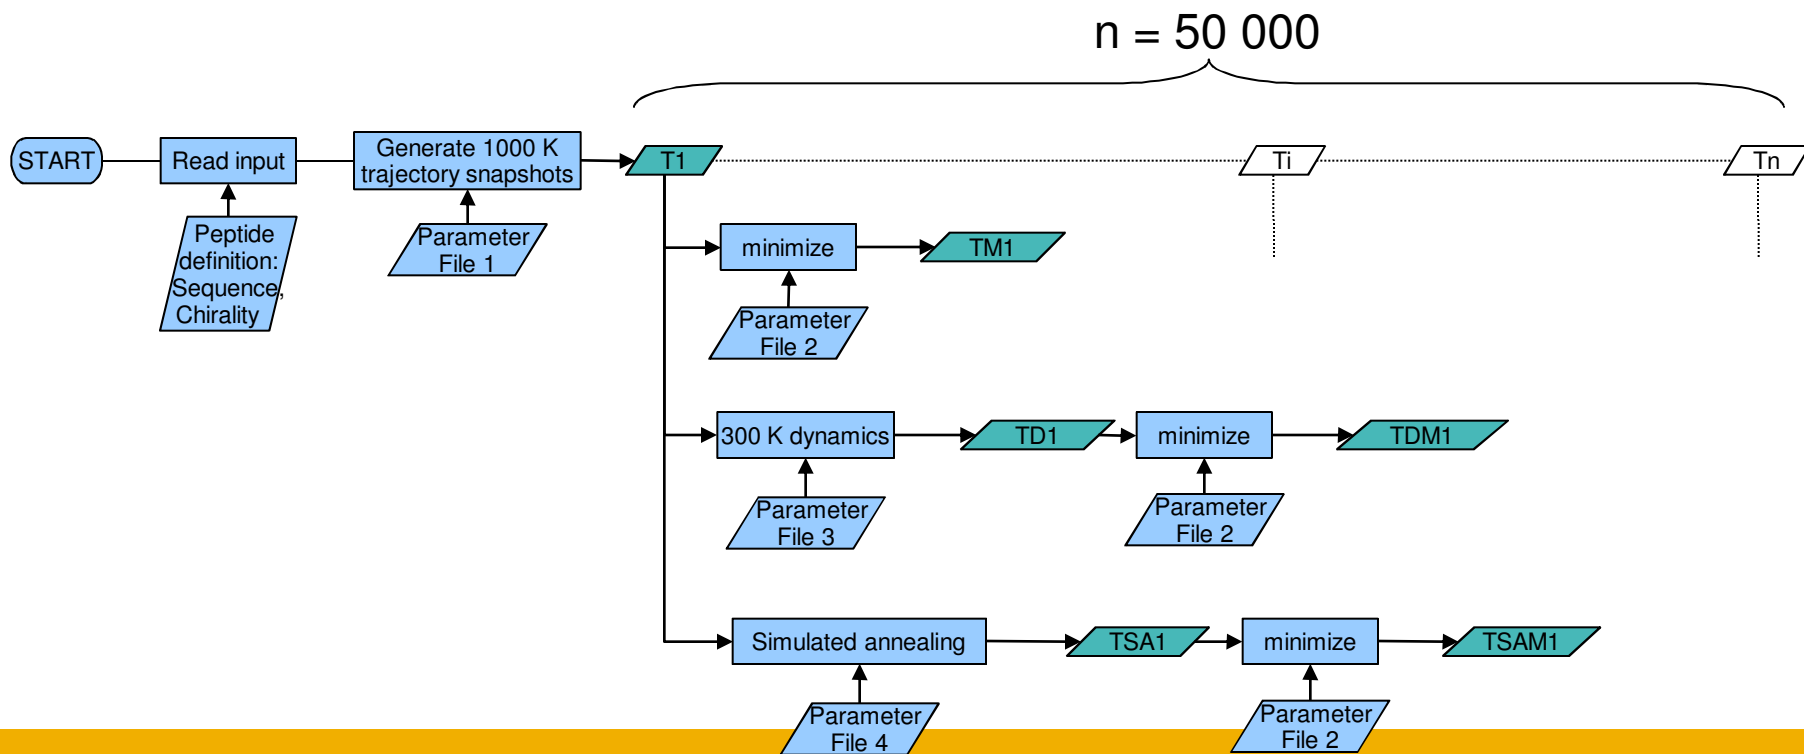 n = 50 000
START
Read input
Generate 1000 K
trajectory snapshots
T1
Ti
Tn
Peptide
definition:
Sequence,
Chirality
Parameter
File 1
minimize
TM1
Parameter
File 2
300 K dynamics
TD1
minimize
TDM1
Parameter
File 3
Parameter
File 2
Simulated annealing
TSA1
minimize
TSAM1
Parameter
File 4
Parameter
File 2